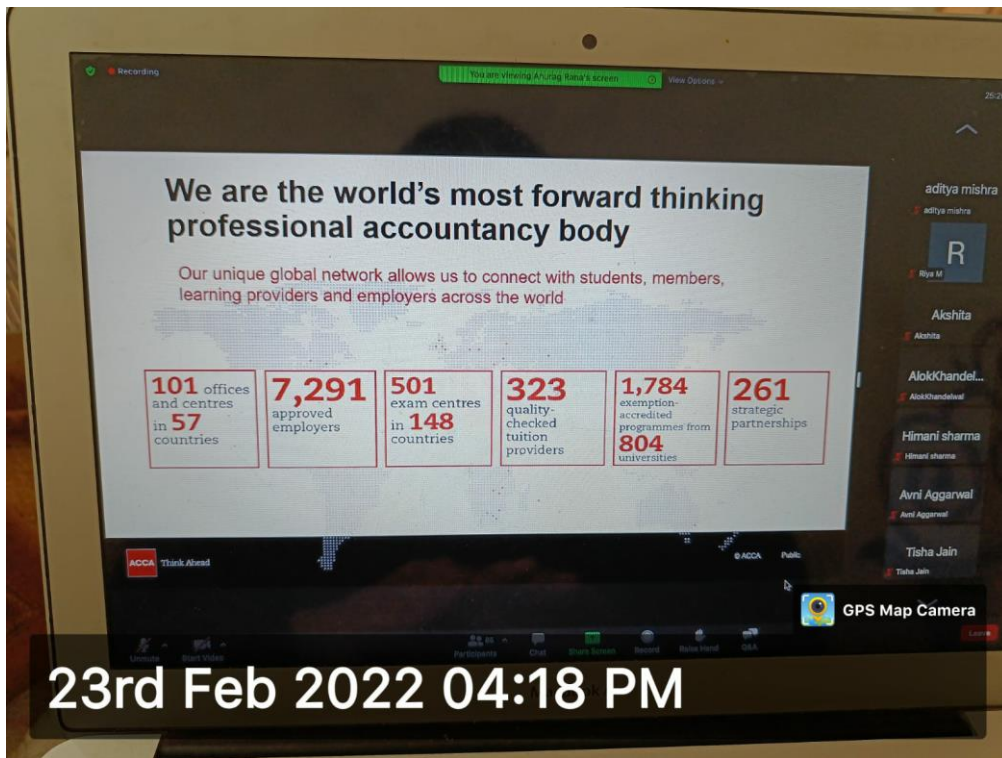 Recording
You are viewing Anurag Rana's screen
View Options
We are the world's most forward thinking
professional accountancy body
Our unique global network allows us to connect with students, members,
learning providers and employers across the world
101 offices
and centres
in 57
countries
7,291
approved
employers
501
exam centres
in 148
countries
323
quality-
checked
tuition
providers
1,784
exemption-
accredited
programmes from
804
universities
261
strategic
partnerships
ACCA Think Ahead
© ACCA Public
aditya mishra
aditya mishra
R
Riya M
Akshita
Akshita
AlokKhandel...
AlokKhandelwal
Himani sharma
Himani sharma
Avni Aggarwal
Avni Aggarwal
Tisha Jain
Tisha Jain
GPS Map Camera
Unmute
Start Video
Participants
Chat
Share Screen
Record
Raise Hand
Q&A
Leave
23rd Feb 2022 04:18 PM